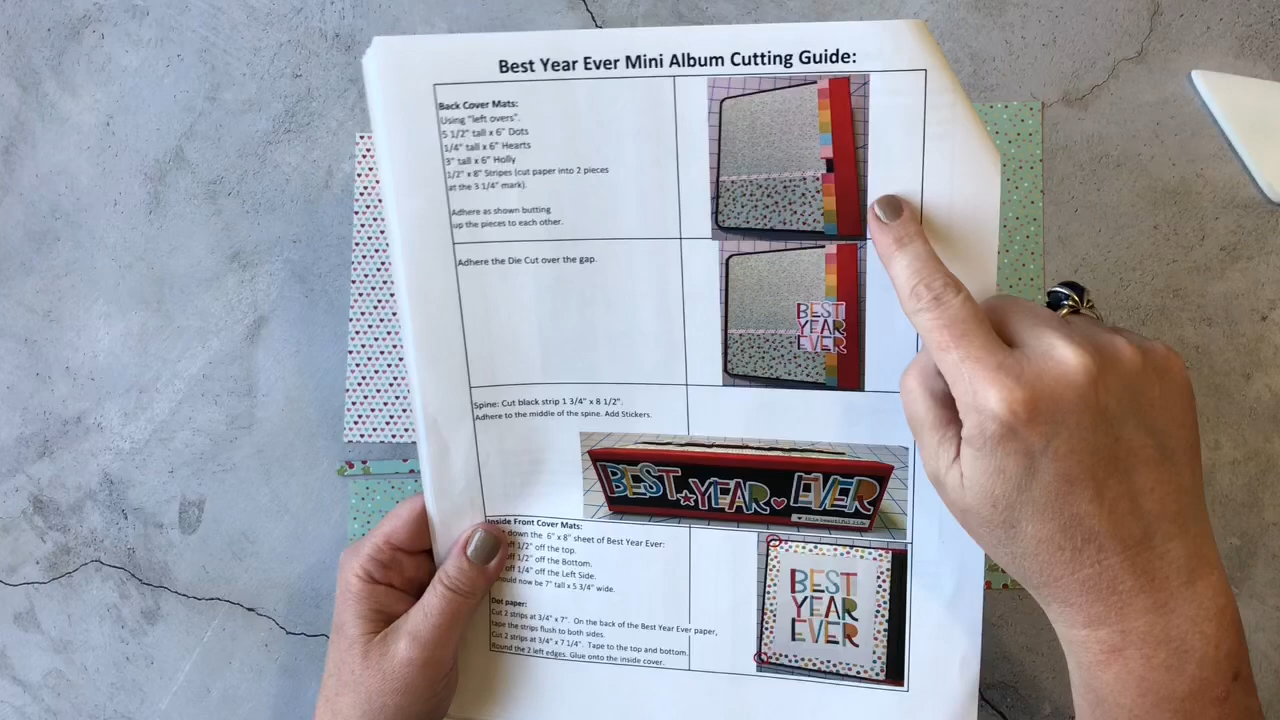 Best Year Ever Mini Album Cutting Guide:
Back Cover Mats:
Using "left overs".
5 1/2" tall x 6" Dots
1/4" tall x 6" Hearts
3" tall x 6" Holly
1/2" x 8" Stripes (cut paper into 2 pieces
at the 3 1/4" mark).
Adhere as shown butting
up the pieces to each other.
Adhere the Die Cut over the gap.
BEST
YEAR
EVER
Spine: Cut black strip 1 3/4" x 8 1/2".
Adhere to the middle of the spine. Add Stickers.
BEST YEAR EVER
this beautiful life
Inside Front Cover Mats:
down the 6" x 8" sheet of Best Year Ever:
off 1/2" off the top.
off 1/2" off the Bottom.
off 1/4" off the Left Side.
should now be 7" tall x 5 3/4" wide.
Dot paper:
Cut 2 strips at 3/4" x 7". On the back of the Best Year Ever paper,
tape the strips flush to both sides.
Cut 2 strips at 3/4" x 7 1/4". Tape to the top and bottom.
Round the 2 left edges. Glue onto the inside cover.
BEST
YEAR
EVER